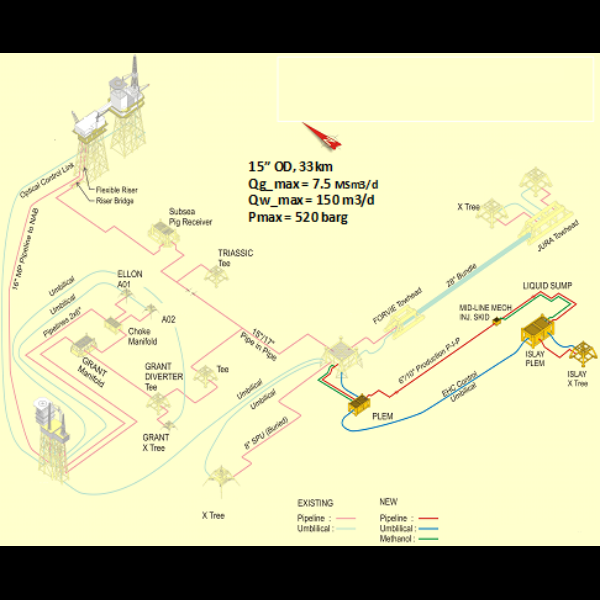 15" OD, 33km
Qg_max = 7.5 MSm3/d
Qw_max = 150 m3/d
Pmax = 520 barg
Optical Control Link
Flexible Riser
Riser Bridge
16" MP Pipeline to NAB
Subsea
Pig Receiver
TRIASSIC
Tee
X Tree
JURA Towhead
28" Bundle
FORVIE Towhead
LIQUID SUMP
MID-LINE MEOH
INJ. SKID
ISLAY
PLEM
ISLAY
X Tree
Umbilical
Umbilical
Pipelines 2x8"
ELLON
A01
A02
Choke
Manifold
GRANT
Manifold
GRANT
DIVERTER
Tee
Tee
15"/17"
Pipe in Pipe
6"/10" Production P-I-P
EHC Control
Umbilical
PLEM
Umbilical
Umbilical
8" SPU (Buried)
GRANT
X Tree
X Tree
EXISTING
Pipeline :
Umblilical :
NEW
Pipeline :
Umblilical :
Methanol :